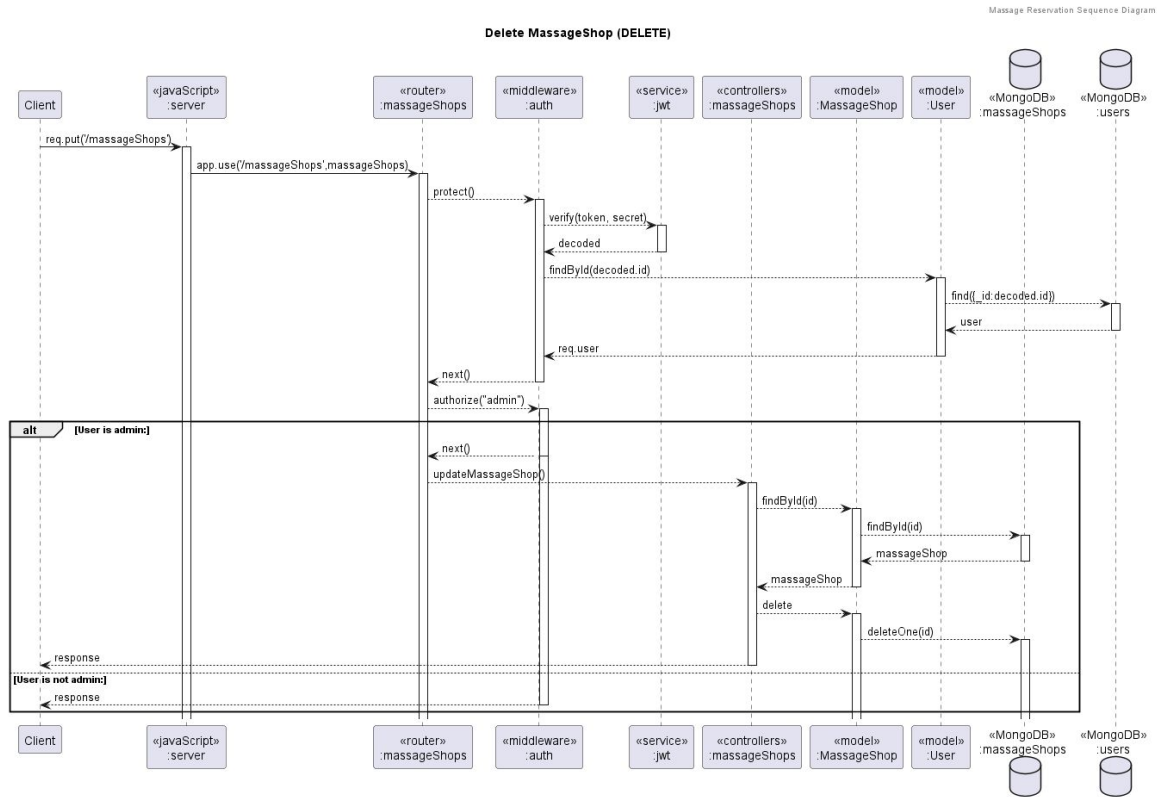 Massage Reservation Sequence Diagram
Delete MassageShop (DELETE)
Client
«javaScript»
:server
«router»
:massageShops
«middleware»
:auth
«service»
:jwt
«controllers»
:massageShops
«model»
:MassageShop
«model»
:User
«MongoDB»
:massageShops
«MongoDB»
:users
req.put('/massageShops')
app.use('/massageShops',massageShops)
protect()
verify(token, secret)
decoded
findById(decoded.id)
find({_id:decoded.id})
user
req.user
next()
authorize("admin")
alt [User is admin:]
next()
updateMassageShop()
findById(id)
findById(id)
massageShop
massageShop
delete
deleteOne(id)
response
[User is not admin:]
response
Client
«javaScript»
:server
«router»
:massageShops
«middleware»
:auth
«service»
:jwt
«controllers»
:massageShops
«model»
:MassageShop
«model»
:User
«MongoDB»
:massageShops
«MongoDB»
:users